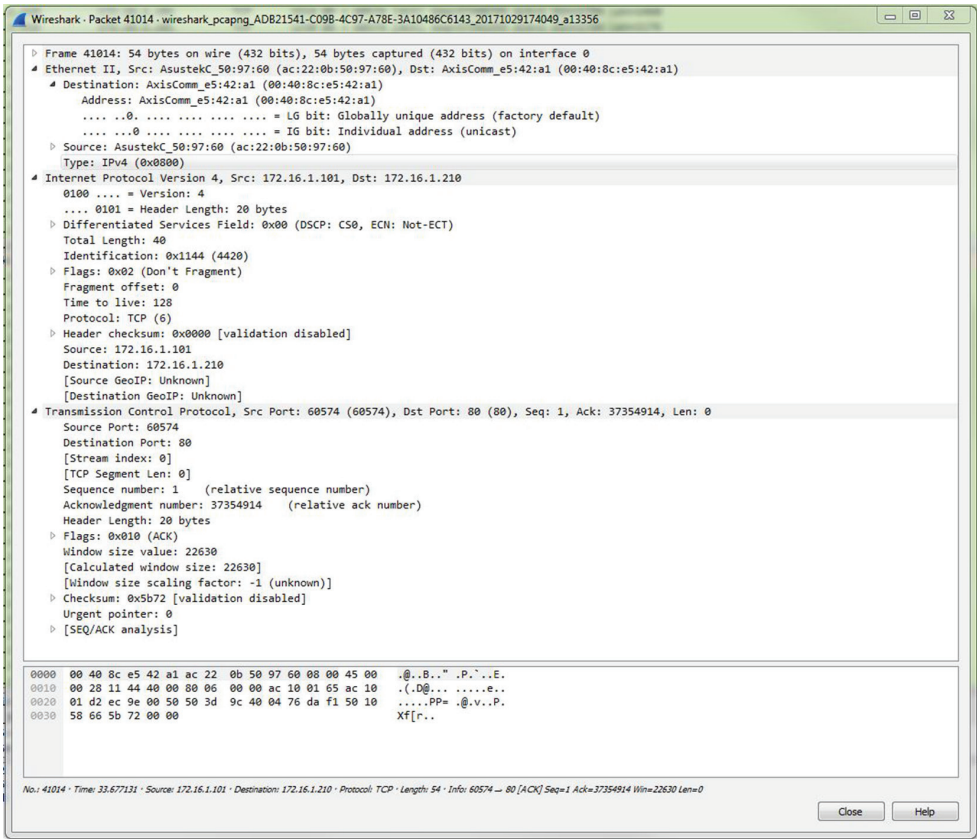 Wireshark · Packet 41014 · wireshark_pcapng_ADB21541-C09B-4C97-A78E-3A10486C6143_20171029174049_a13356
Frame 41014: 54 bytes on wire (432 bits), 54 bytes captured (432 bits) on interface 0
Ethernet II, Src: AsustekC_50:97:60 (ac:22:0b:50:97:60), Dst: AxisComm_e5:42:a1 (00:40:8c:e5:42:a1)
Destination: AxisComm_e5:42:a1 (00:40:8c:e5:42:a1)
Address: AxisComm_e5:42:a1 (00:40:8c:e5:42:a1)
.... ..0. .... .... .... .... = LG bit: Globally unique address (factory default)
.... ...0 .... .... .... .... = IG bit: Individual address (unicast)
Source: AsustekC_50:97:60 (ac:22:0b:50:97:60)
Type: IPv4 (0x0800)
Internet Protocol Version 4, Src: 172.16.1.101, Dst: 172.16.1.210
0100 .... = Version: 4
.... 0101 = Header Length: 20 bytes
Differentiated Services Field: 0x00 (DSCP: CS0, ECN: Not-ECT)
Total Length: 40
Identification: 0x1144 (4420)
Flags: 0x02 (Don't Fragment)
Fragment offset: 0
Time to live: 128
Protocol: TCP (6)
Header checksum: 0x0000 [validation disabled]
Source: 172.16.1.101
Destination: 172.16.1.210
[Source GeoIP: Unknown]
[Destination GeoIP: Unknown]
Transmission Control Protocol, Src Port: 60574 (60574), Dst Port: 80 (80), Seq: 1, Ack: 37354914, Len: 0
Source Port: 60574
Destination Port: 80
[Stream index: 0]
[TCP Segment Len: 0]
Sequence number: 1 (relative sequence number)
Acknowledgment number: 37354914 (relative ack number)
Header Length: 20 bytes
Flags: 0x010 (ACK)
Window size value: 22630
[Calculated window size: 22630]
[Window size scaling factor: -1 (unknown)]
Checksum: 0x5b72 [validation disabled]
Urgent pointer: 0
[SEQ/ACK analysis]
0000 00 40 8c e5 42 a1 ac 22 0b 50 97 60 08 00 45 00 .@..B.." .P.`..E.
0010 00 28 11 44 40 00 80 06 00 00 ac 10 01 65 ac 10 .(.D@... .....e..
0020 01 d2 ec 9e 00 50 50 3d 9c 40 04 76 da f1 50 10 .....PP= .@.v..P.
0030 58 66 5b 72 00 00 Xf[r..
No.: 41014 · Time: 33.677131 · Source: 172.16.1.101 · Destination: 172.16.1.210 · Protocol: TCP · Length: 54 · Info: 60574 → 80 [ACK] Seq=1 Ack=37354914 Win=22630 Len=0
Close Help